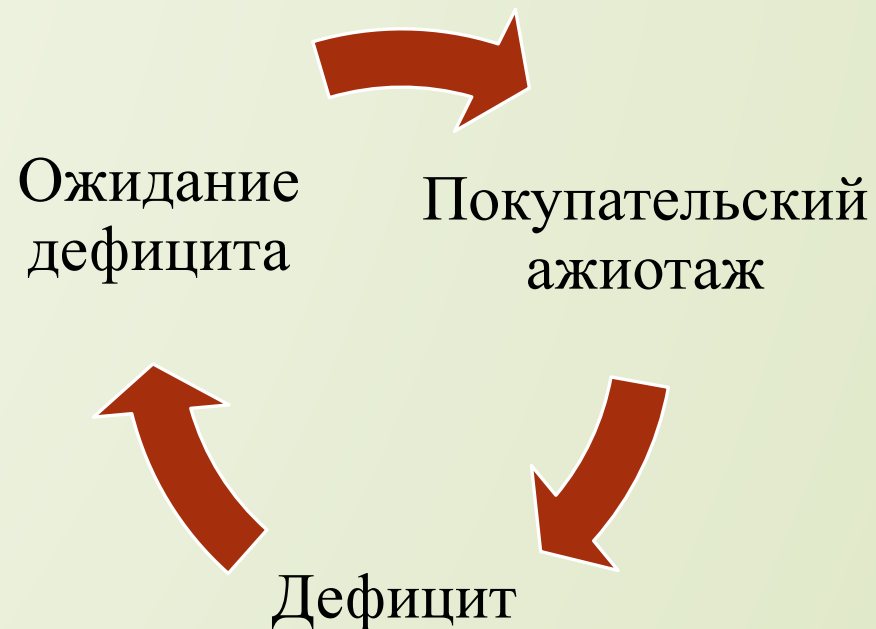 Ожидание
дефицита
Покупательский
ажиотаж
Дефицит